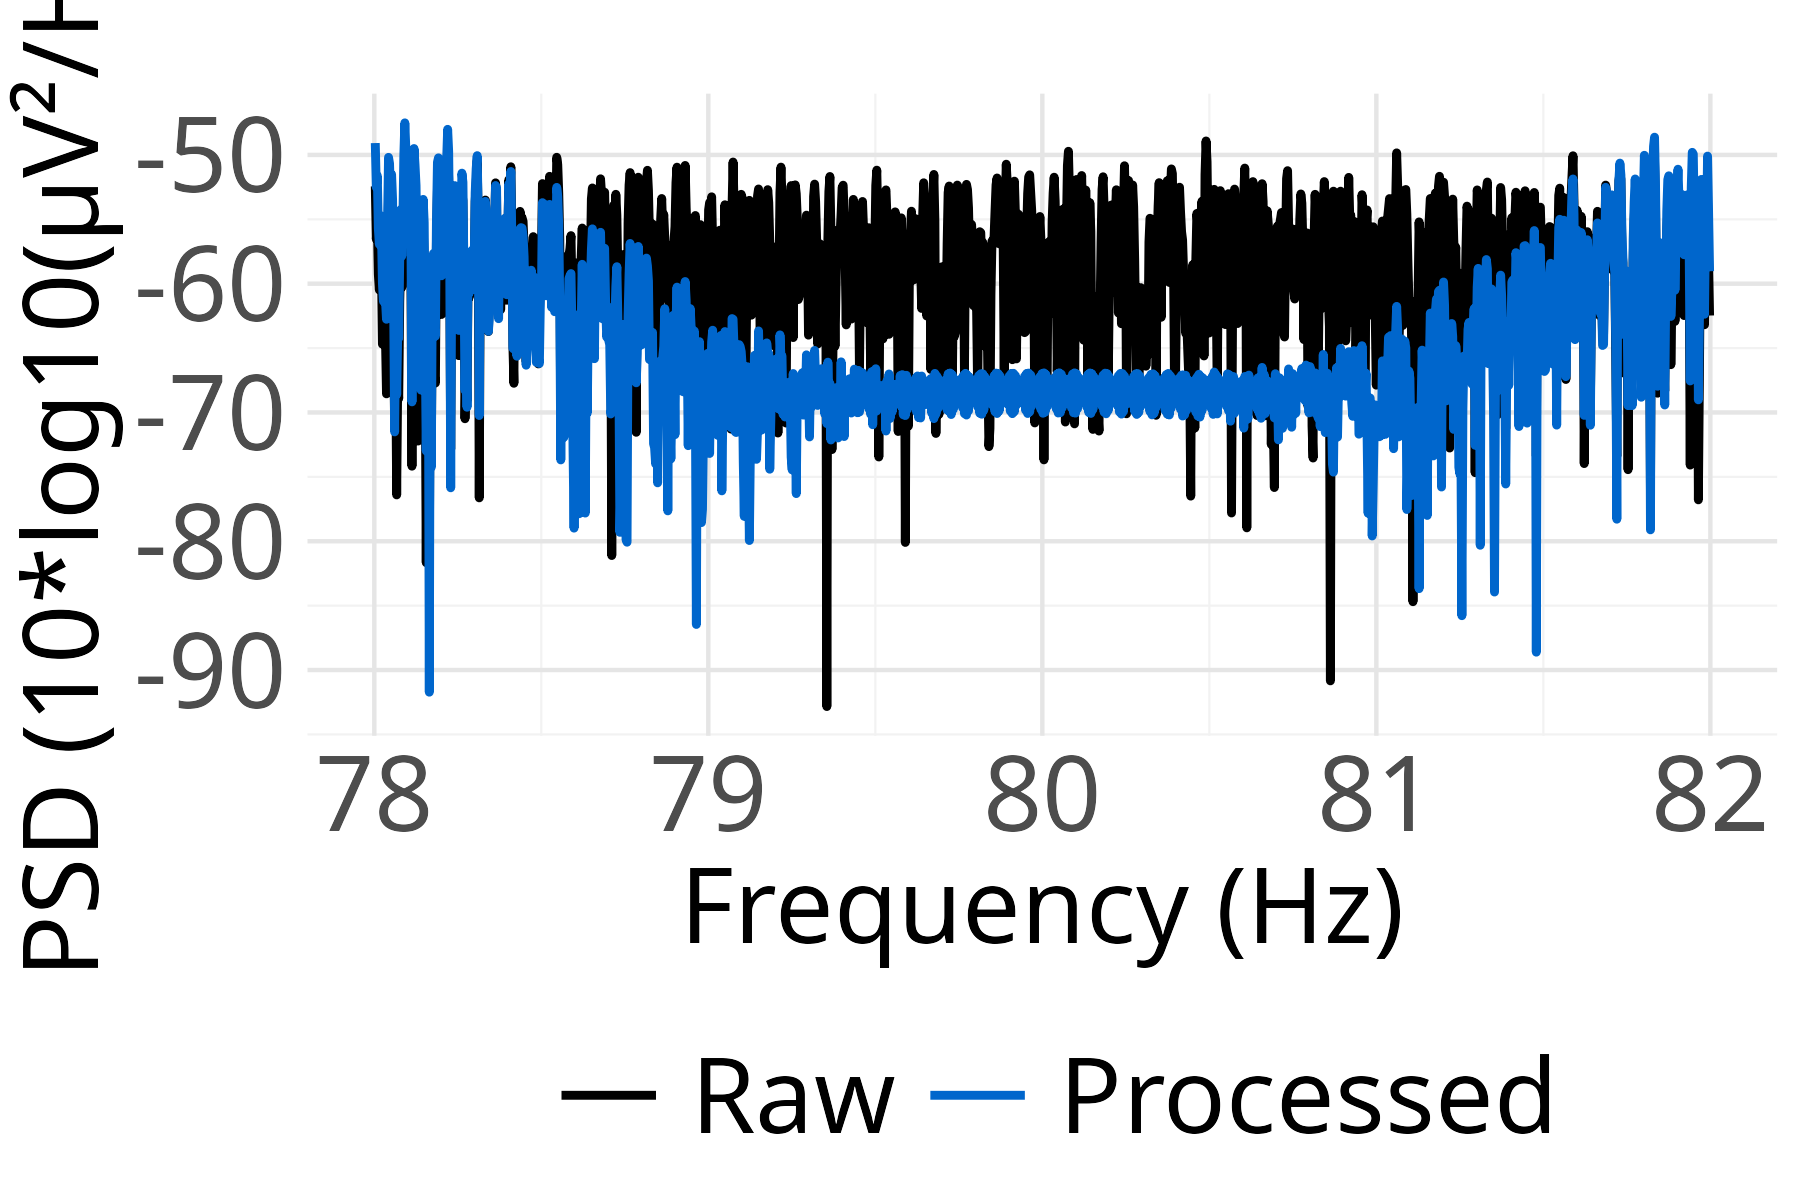 PSD (10*log10(μV²/H
-50
-60
-70
-80
-90
78 79 80 81 82
Frequency (Hz)
Raw Processed